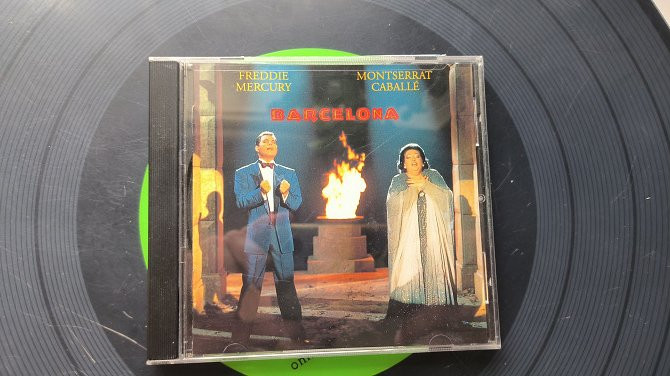 FREDDIE
MERCURY
MONTSERRAT
CABALLÉ
BARCELONA